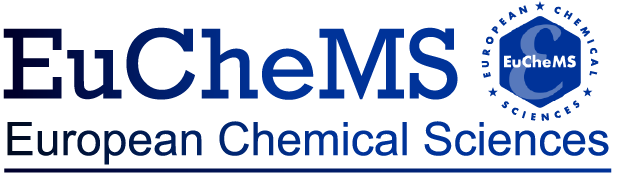 EuCheMS
EUROPEAN ★ CHEMICAL ★ SCIENCES ★
EuCheMS
European Chemical Sciences